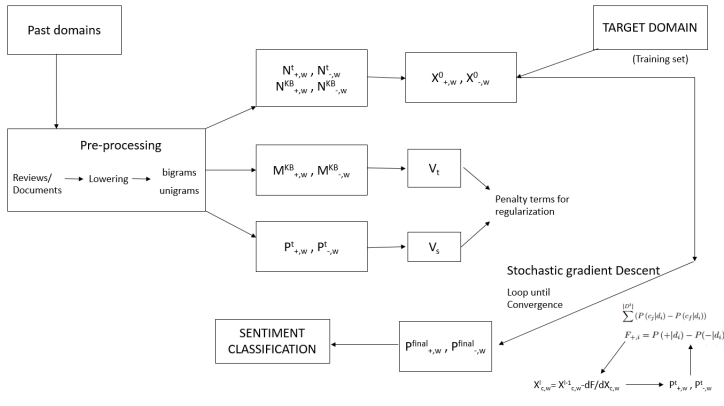 Past domains
TARGET DOMAIN
(Training set)
N^t_{+,w} , N^t_{-,w}
N^{KB}_{+,w} , N^{KB}_{-,w}
X^0_{+,w} , X^0_{-,w}
Pre-processing
Reviews/
Documents
Lowering
bigrams
unigrams
M^{KB}_{+,w} , M^{KB}_{-,w}
V_t
Penalty terms for
regularization
P^t_{+,w} , P^t_{-,w}
V_s
Stochastic gradient Descent
Loop until
Convergence
\sum^{|D^t|} (P(c_j|d_i) - P(c_f|d_i))
F_{+,i} = P(+|d_i) - P(-|d_i)
SENTIMENT
CLASSIFICATION
P^{final}_{+,w} , P^{final}_{-,w}
X^l_{c,w}= X^{l-1}_{c,w}-dF/dX_{c,w}
P^t_{+,w} , P^t_{-,w}